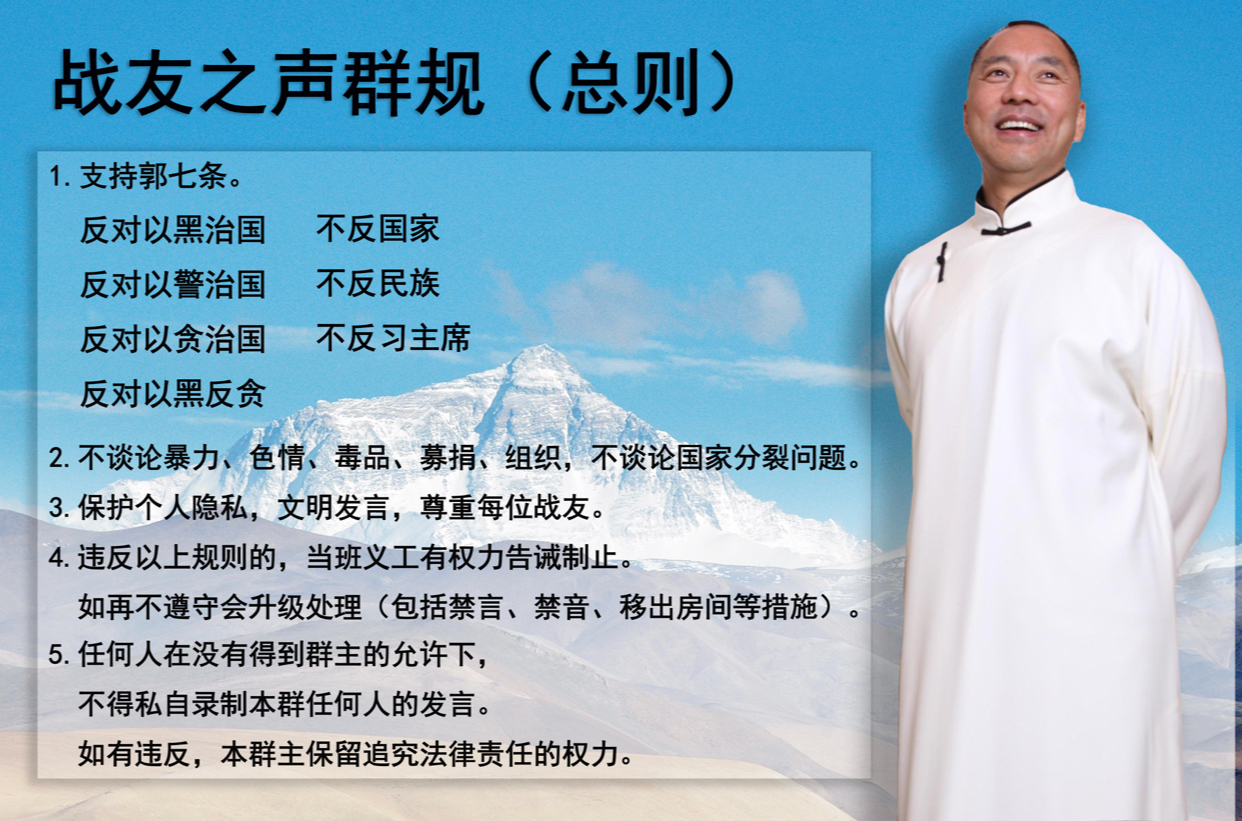 战友之声群规（总则）
1.支持郭七条。
反对以黑治国 不反国家
反对以警治国 不反民族
反对以贪治国 不反习主席
反对以黑反贪
2.不谈论暴力、色情、毒品、募捐、组织，不谈论国家分裂问题。
3.保护个人隐私，文明发言，尊重每位战友。
4.违反以上规则的，当班义工有权力告诫制止。
如再不遵守会升级处理（包括禁言、禁音、移出房间等措施）。
5.任何人在没有得到群主的允许下，
不得私自录制本群任何人的发言。
如有违反，本群主保留追究法律责任的权力。